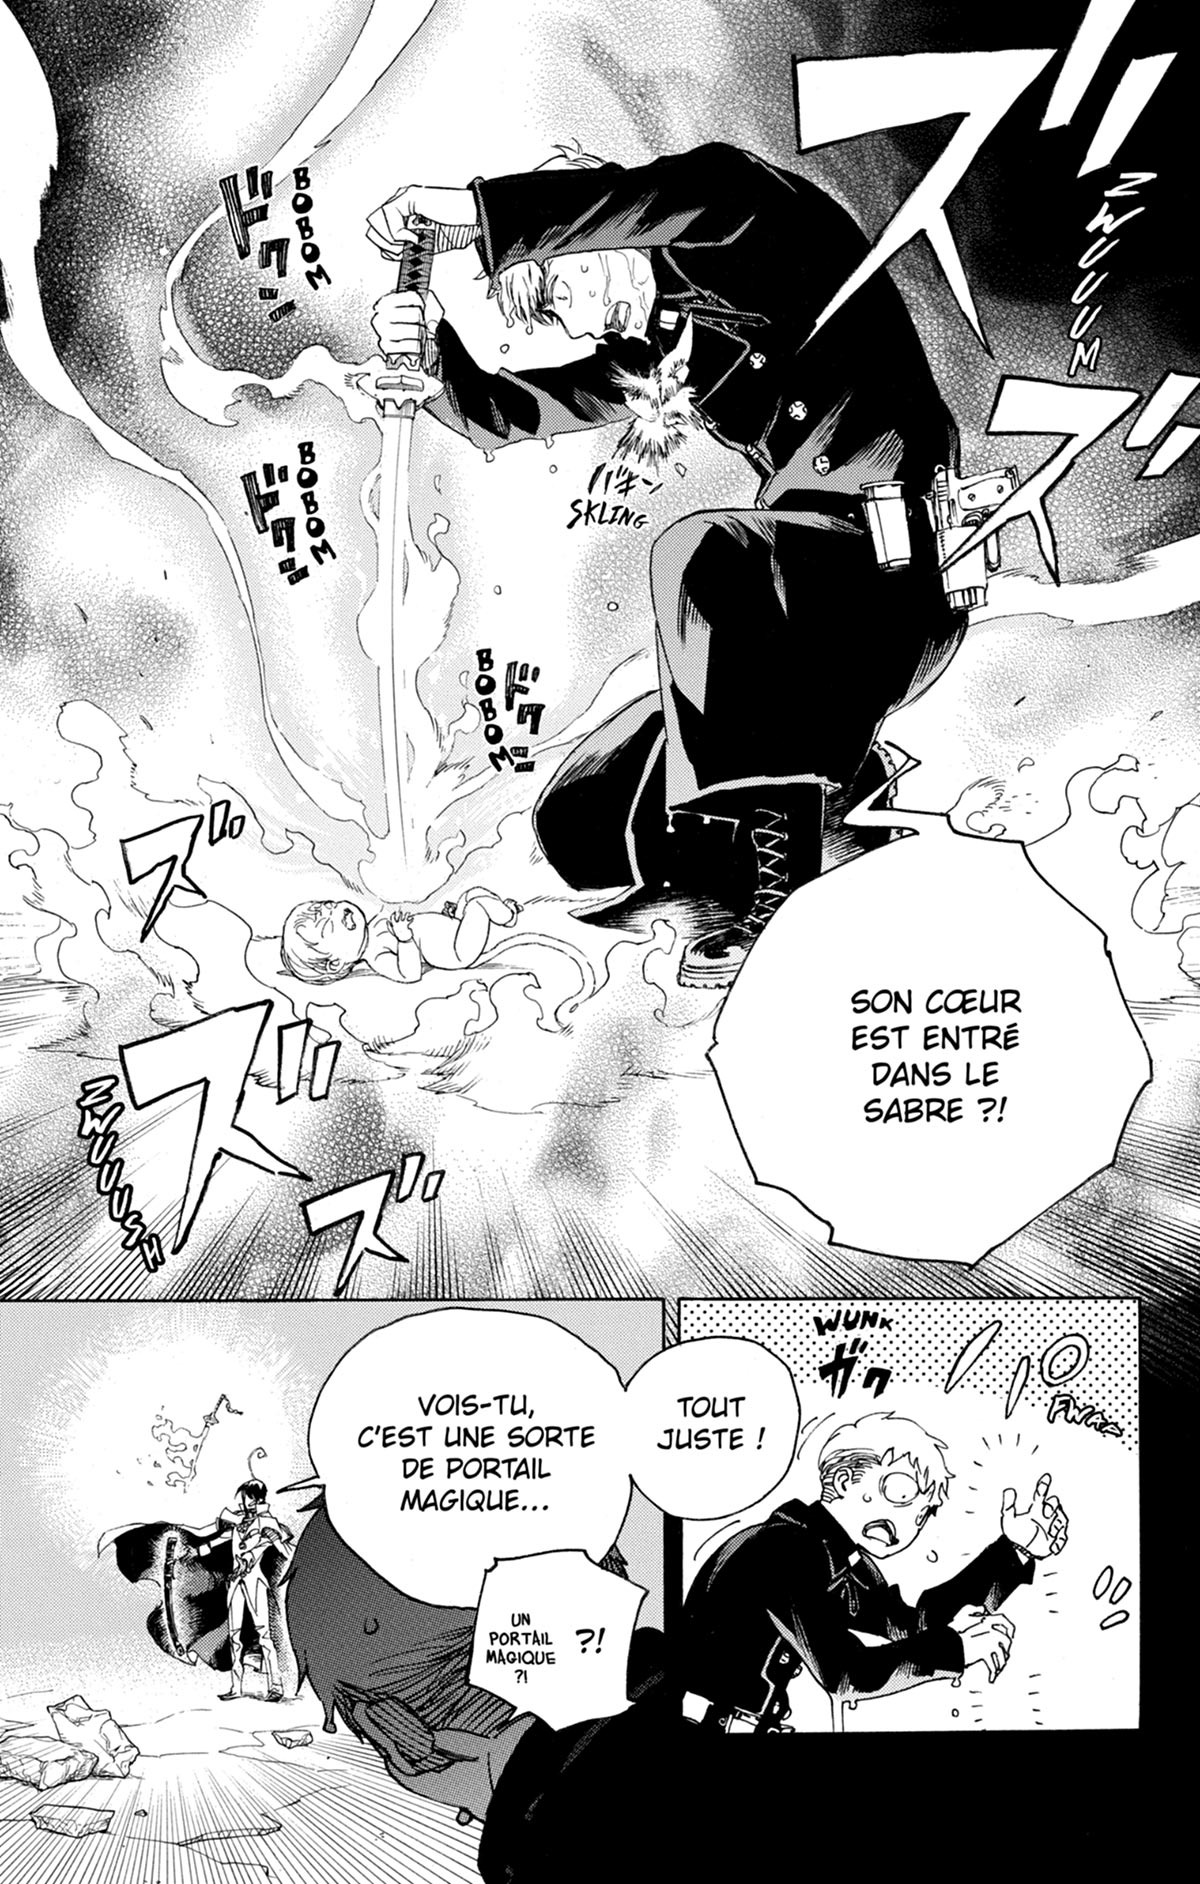 ズズ
ZWUUUM
ドクン
BOBOM
バキーン
SKLING
ドクン
BOBOM
ドクン
BOBOM
ズ
ズズ
ZWUUUSH
SON CŒUR
EST ENTRÉ
DANS LE
SABRE ?!
WUNK
ガク
FWAA
TOUT
JUSTE !
VOIS-TU,
C'EST UNE SORTE
DE PORTAIL
MAGIQUE...
UN
PORTAIL
MAGIQUE
?!
?!